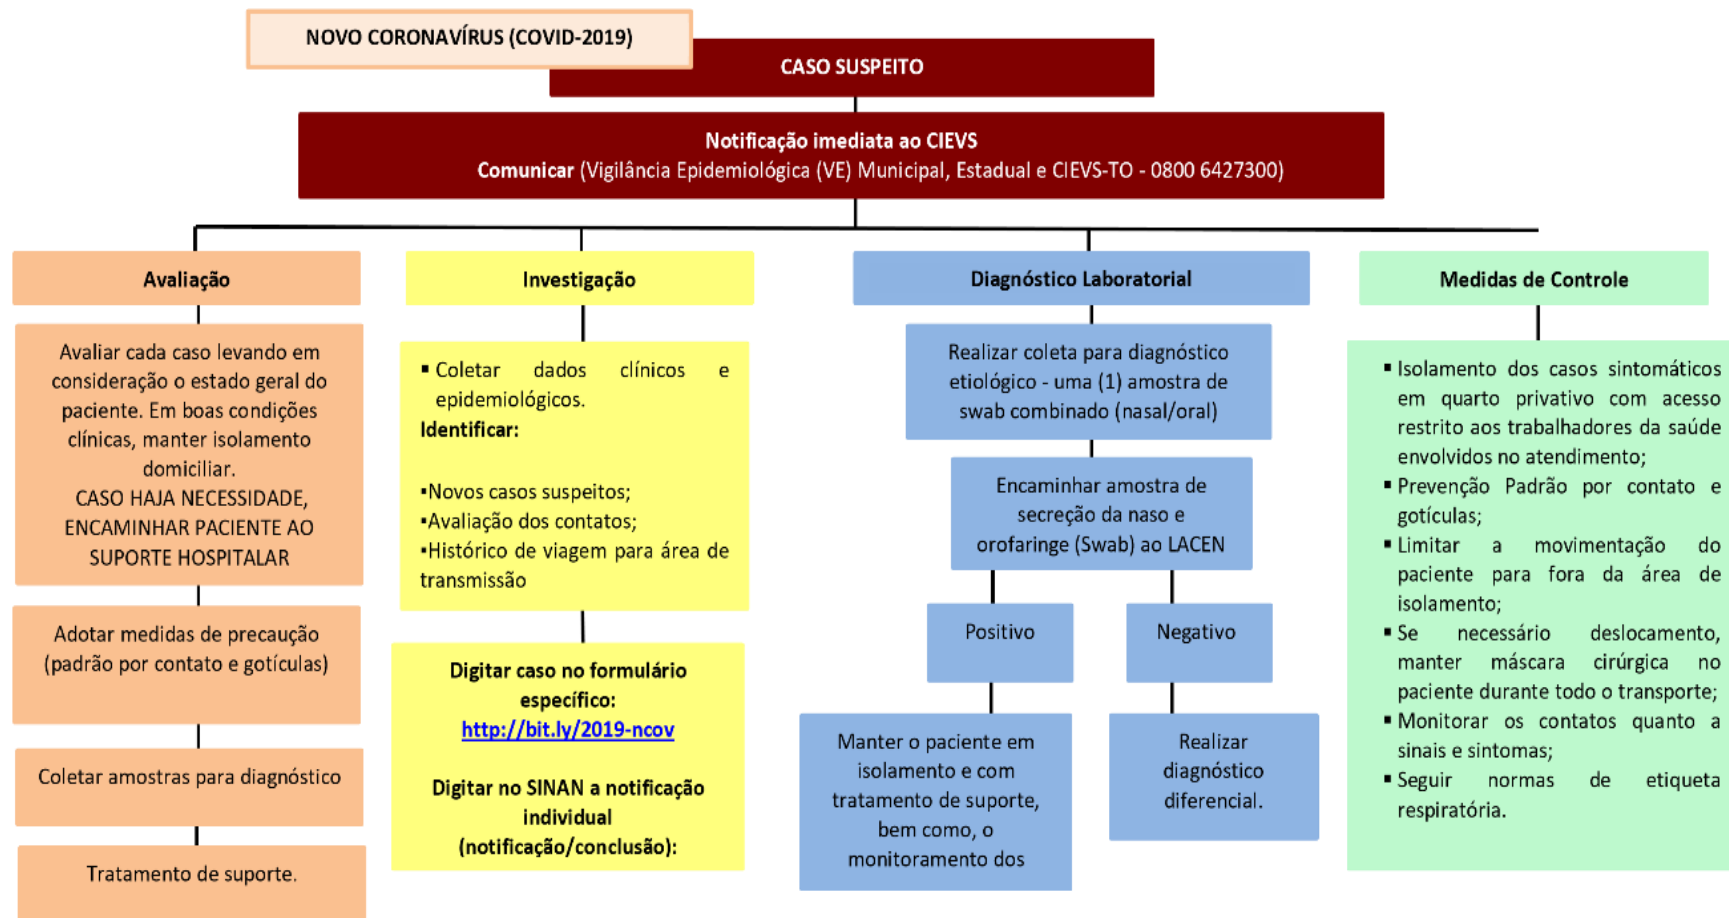 NOVO CORONAVÍRUS (COVID-2019)
CASO SUSPEITO
Notificação imediata ao CIEVS
Comunicar (Vigilância Epidemiológica (VE) Municipal, Estadual e CIEVS-TO - 0800 6427300)
Avaliação
Avaliar cada caso levando em
consideração o estado geral do
paciente. Em boas condições
clínicas, manter isolamento
domiciliar.
CASO HAJA NECESSIDADE,
ENCAMINHAR PACIENTE AO
SUPORTE HOSPITALAR
Adotar medidas de precaução
(padrão por contato e gotículas)
Coletar amostras para diagnóstico
Tratamento de suporte.
Investigação
▪ Coletar dados clínicos e
epidemiológicos.
Identificar:
▪Novos casos suspeitos;
▪Avaliação dos contatos;
▪Histórico de viagem para área de
transmissão
Digitar caso no formulário
específico:
http://bit.ly/2019-ncov
Digitar no SINAN a notificação
individual
(notificação/conclusão):
Diagnóstico Laboratorial
Realizar coleta para diagnóstico
etiológico - uma (1) amostra de
swab combinado (nasal/oral)
Encaminhar amostra de
secreção da naso e
orofaringe (Swab) ao LACEN
Positivo
Negativo
Manter o paciente em
isolamento e com
tratamento de suporte,
bem como, o
monitoramento dos
Realizar
diagnóstico
diferencial.
Medidas de Controle
▪ Isolamento dos casos sintomáticos
em quarto privativo com acesso
restrito aos trabalhadores da saúde
envolvidos no atendimento;
▪ Prevenção Padrão por contato e
gotículas;
▪ Limitar a movimentação do
paciente para fora da área de
isolamento;
▪ Se necessário deslocamento,
manter máscara cirúrgica no
paciente durante todo o transporte;
▪ Monitorar os contatos quanto a
sinais e sintomas;
▪ Seguir normas de etiqueta
respiratória.